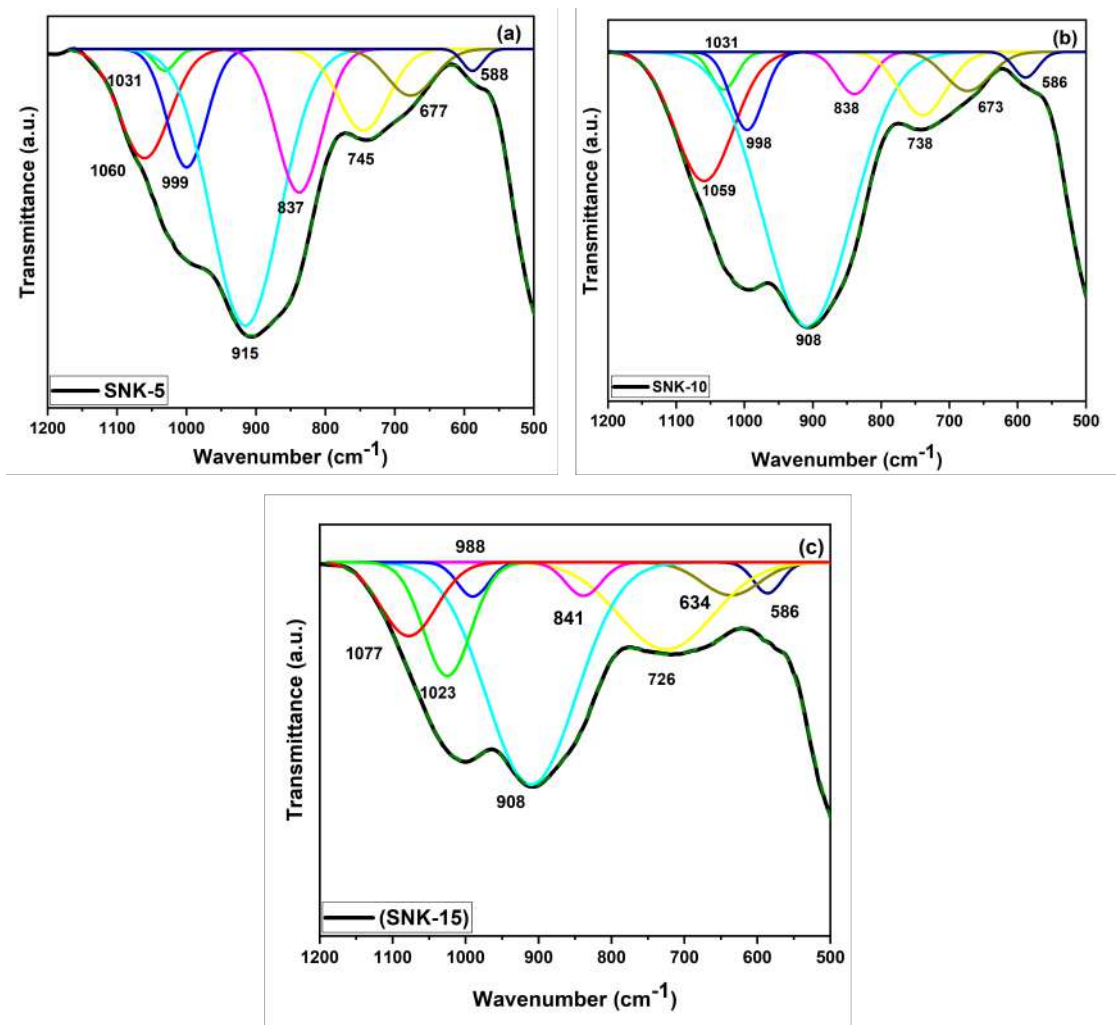 (a)
1031
1060
999
915
837
745
677
588
Transmittance (a.u.)
SNK-5
1200 1100 1000 900 800 700 600 500
Wavenumber (cm⁻¹)
(b)
1031
1059
998
908
838
738
673
586
Transmittance (a.u.)
SNK-10
1200 1100 1000 900 800 700 600 500
Wavenumber (cm⁻¹)
(c)
988
1077
1023
908
841
726
634
586
Transmittance (a.u.)
(SNK-15)
1200 1100 1000 900 800 700 600 500
Wavenumber (cm⁻¹)